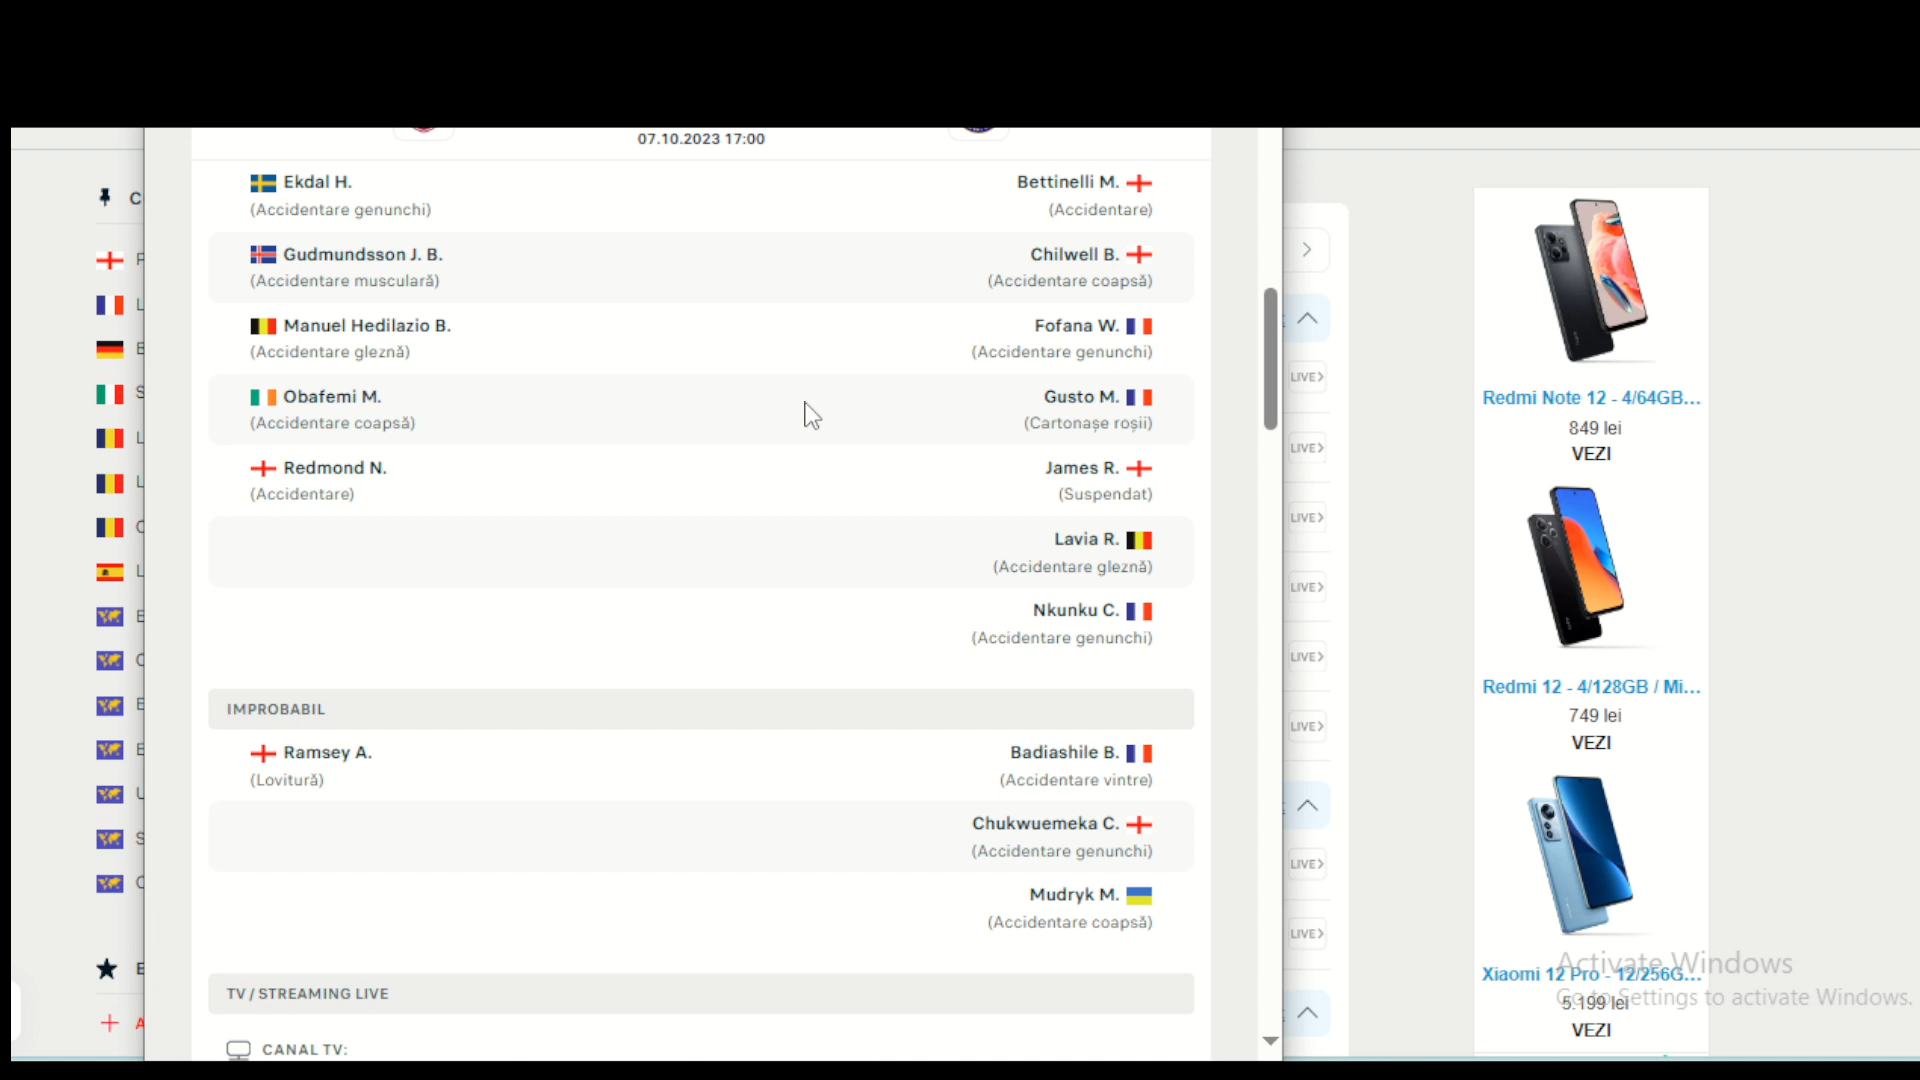 07.10.2023 17:00
Ekdal H.
(Accidentare genunchi)
Bettinelli M.
(Accidentare)
Gudmundsson J. B.
(Accidentare musculară)
Chilwell B.
(Accidentare coapsă)
Manuel Hedilazio B.
(Accidentare gleznă)
Fofana W.
(Accidentare genunchi)
Obafemi M.
(Accidentare coapsă)
Gusto M.
(Cartonașe roșii)
Redmond N.
(Accidentare)
James R.
(Suspendat)
Lavia R.
(Accidentare gleznă)
Nkunku C.
(Accidentare genunchi)
IMPROBABIL
Ramsey A.
(Lovitură)
Badiashile B.
(Accidentare vintre)
Chukwuemeka C.
(Accidentare genunchi)
Mudryk M.
(Accidentare coapsă)
TV / STREAMING LIVE
CANAL TV:
LIVE
LIVE
LIVE
LIVE
LIVE
LIVE
LIVE
LIVE
Redmi Note 12 - 4/64GB...
849 lei
VEZI
Redmi 12 - 4/128GB / Mi...
749 lei
VEZI
Xiaomi 12 Pro - 12/256G...
5.199 lei
VEZI
Activate Windows
Go to Settings to activate Windows.